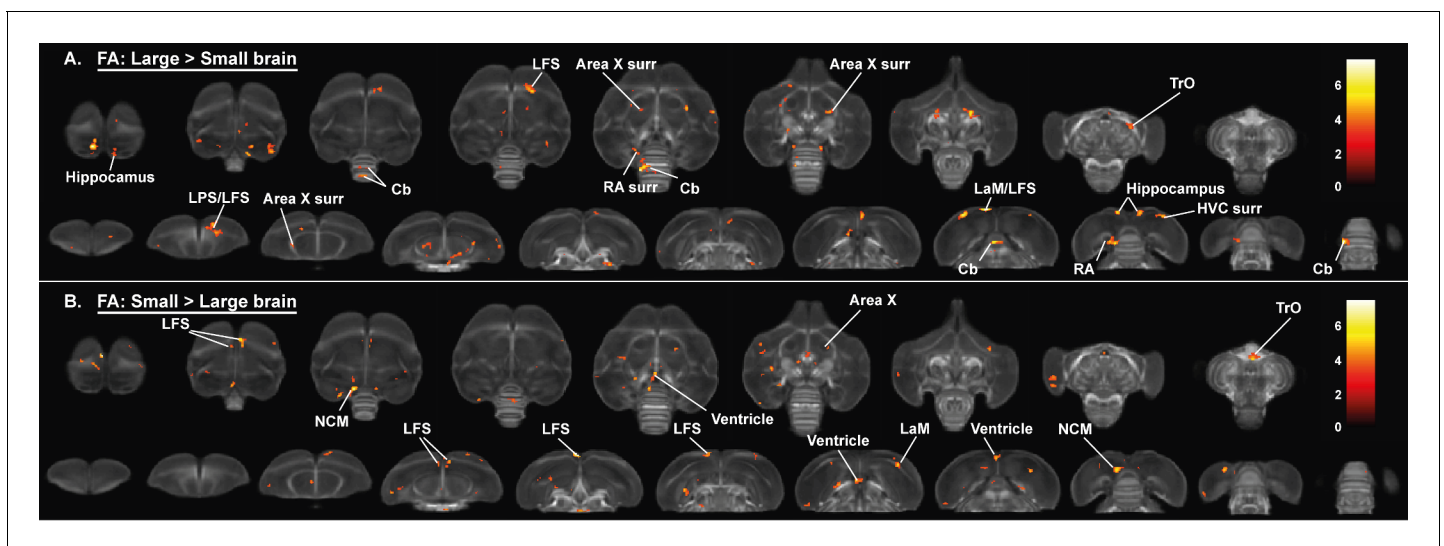 A. FA: Large > Small brain
LFS
Area X surr
Area X surr
TrO
Hippocamus
Cb
RA surr
Cb
6
4
2
0
LPS/LFS
Area X surr
LaM/LFS
Hippocampus
HVC surr
Cb
RA
Cb
B. FA: Small > Large brain
LFS
Area X
TrO
NCM
Ventricle
6
4
2
0
LFS
LFS
LFS
Ventricle
LaM
Ventricle
NCM